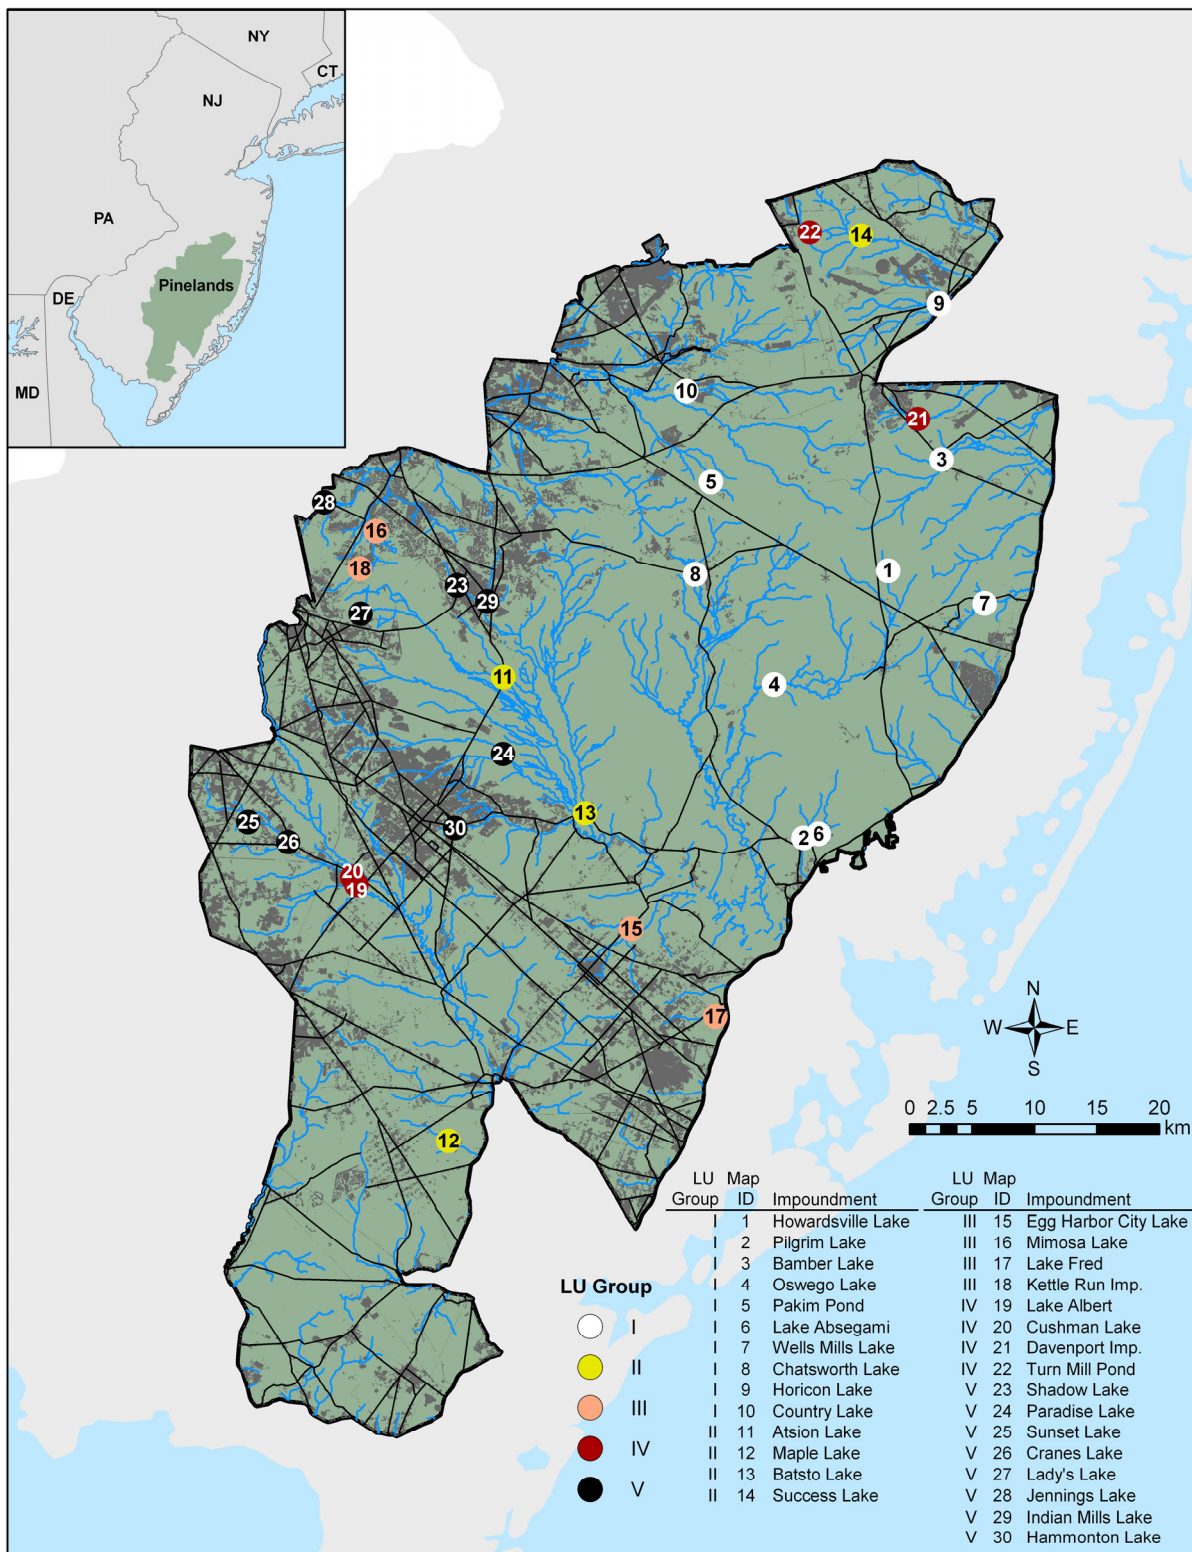 NY
CT
NJ
PA
Pinelands
DE
MD
22
14
9
10
21
3
5
28
16
1
18
8
23
29
7
27
11
4
24
13
25
30
2
6
26
20
19
15
17
12
N
W
E
S
0 2.5 5 10 15 20
km
LU Group
I
II
III
IV
V
LU Group Map ID Impoundment
I 1 Howardsville Lake
I 2 Pilgrim Lake
I 3 Bamber Lake
I 4 Oswego Lake
I 5 Pakim Pond
I 6 Lake Absegami
I 7 Wells Mills Lake
I 8 Chatsworth Lake
I 9 Horicon Lake
I 10 Country Lake
II 11 Atsion Lake
II 12 Maple Lake
II 13 Batsto Lake
II 14 Success Lake
LU Group Map ID Impoundment
III 15 Egg Harbor City Lake
III 16 Mimosa Lake
III 17 Lake Fred
III 18 Kettle Run Imp.
IV 19 Lake Albert
IV 20 Cushman Lake
IV 21 Davenport Imp.
IV 22 Turn Mill Pond
V 23 Shadow Lake
V 24 Paradise Lake
V 25 Sunset Lake
V 26 Cranes Lake
V 27 Lady's Lake
V 28 Jennings Lake
V 29 Indian Mills Lake
V 30 Hammonton Lake